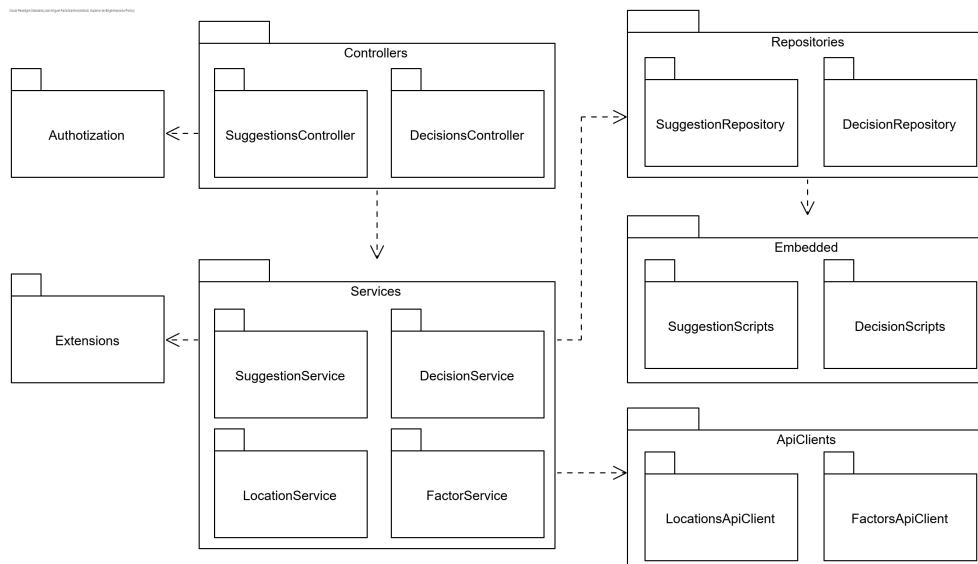 Controllers
SuggestionsController
DecisionsController
Authotization
Repositories
SuggestionRepository
DecisionRepository
Services
SuggestionService
DecisionService
LocationService
FactorService
Extensions
Embedded
SuggestionScripts
DecisionScripts
ApiClients
LocationsApiClient
FactorsApiClient